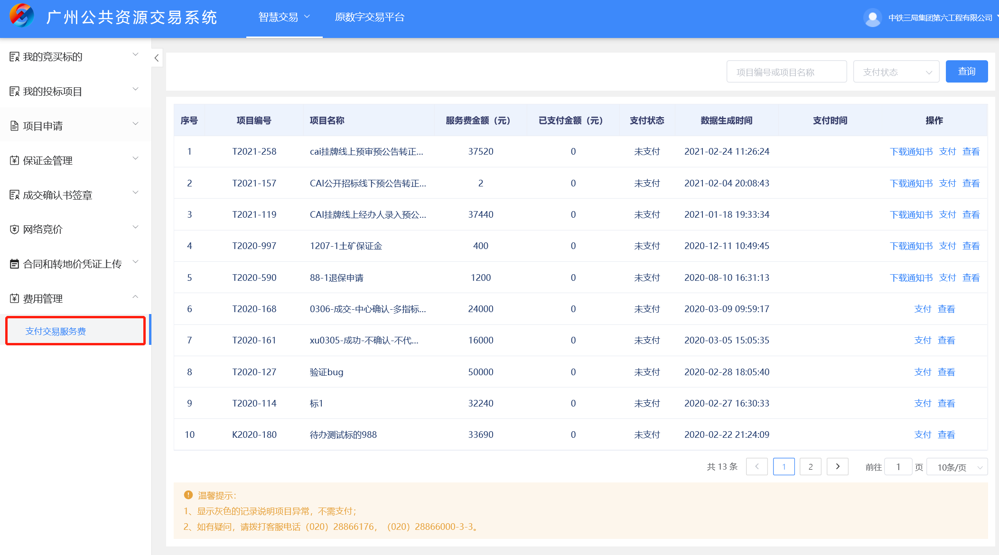 广州公共资源交易系统
智慧交易
原数字交易平台
中铁三局集团第六工程有限公司
我的竞买标的
我的投标项目
项目申请
保证金管理
成交确认书签章
网络竞价
合同和转地价凭证上传
费用管理
支付交易服务费
项目编号或项目名称 支付状态 查询
序号 项目编号 项目名称 服务费金额（元） 已支付金额（元） 支付状态 数据生成时间 支付时间 操作
1 T2021-258 cai挂牌线上预审预公告转正... 37520 0 未支付 2021-02-24 11:26:24 下载通知书 支付 查看
2 T2021-157 CAI公开招标线下预公告转正... 2 0 未支付 2021-02-04 20:08:43 下载通知书 支付 查看
3 T2021-119 CAI挂牌线上经办人录入预公... 37440 0 未支付 2021-01-18 19:33:34 下载通知书 支付 查看
4 T2020-997 1207-1土矿保证金 400 0 未支付 2020-12-11 10:49:45 下载通知书 支付 查看
5 T2020-590 88-1退保申请 1200 0 未支付 2020-08-10 16:31:13 下载通知书 支付 查看
6 T2020-168 0306-成交-中心确认-多指标... 24000 0 未支付 2020-03-09 09:59:17 支付 查看
7 T2020-161 xu0305-成功-不确认-不代... 16000 0 未支付 2020-03-05 15:05:35 支付 查看
8 T2020-127 验证bug 50000 0 未支付 2020-02-28 18:05:40 支付 查看
9 T2020-114 标1 32240 0 未支付 2020-02-27 16:30:33 支付 查看
10 K2020-180 待办测试标的988 33690 0 未支付 2020-02-22 21:24:09 支付 查看
共 13 条 1 2 前往 1 页 10条/页
温馨提示：
1、显示灰色的记录说明项目异常，不需支付；
2、如有疑问，请拨打客服电话（020）28866176，（020）28866000-3-3。